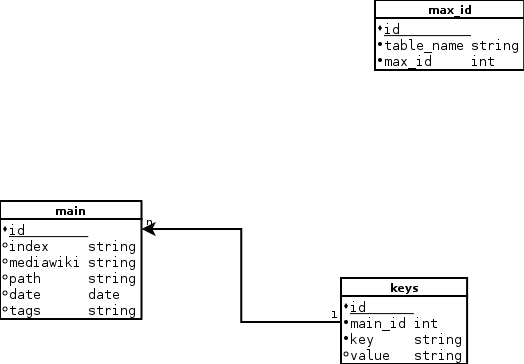 max_id
id
table_name string
max_id int
main
id
index string
mediawiki string
path string
date date
tags string
n
1
keys
id
main_id int
key string
value string